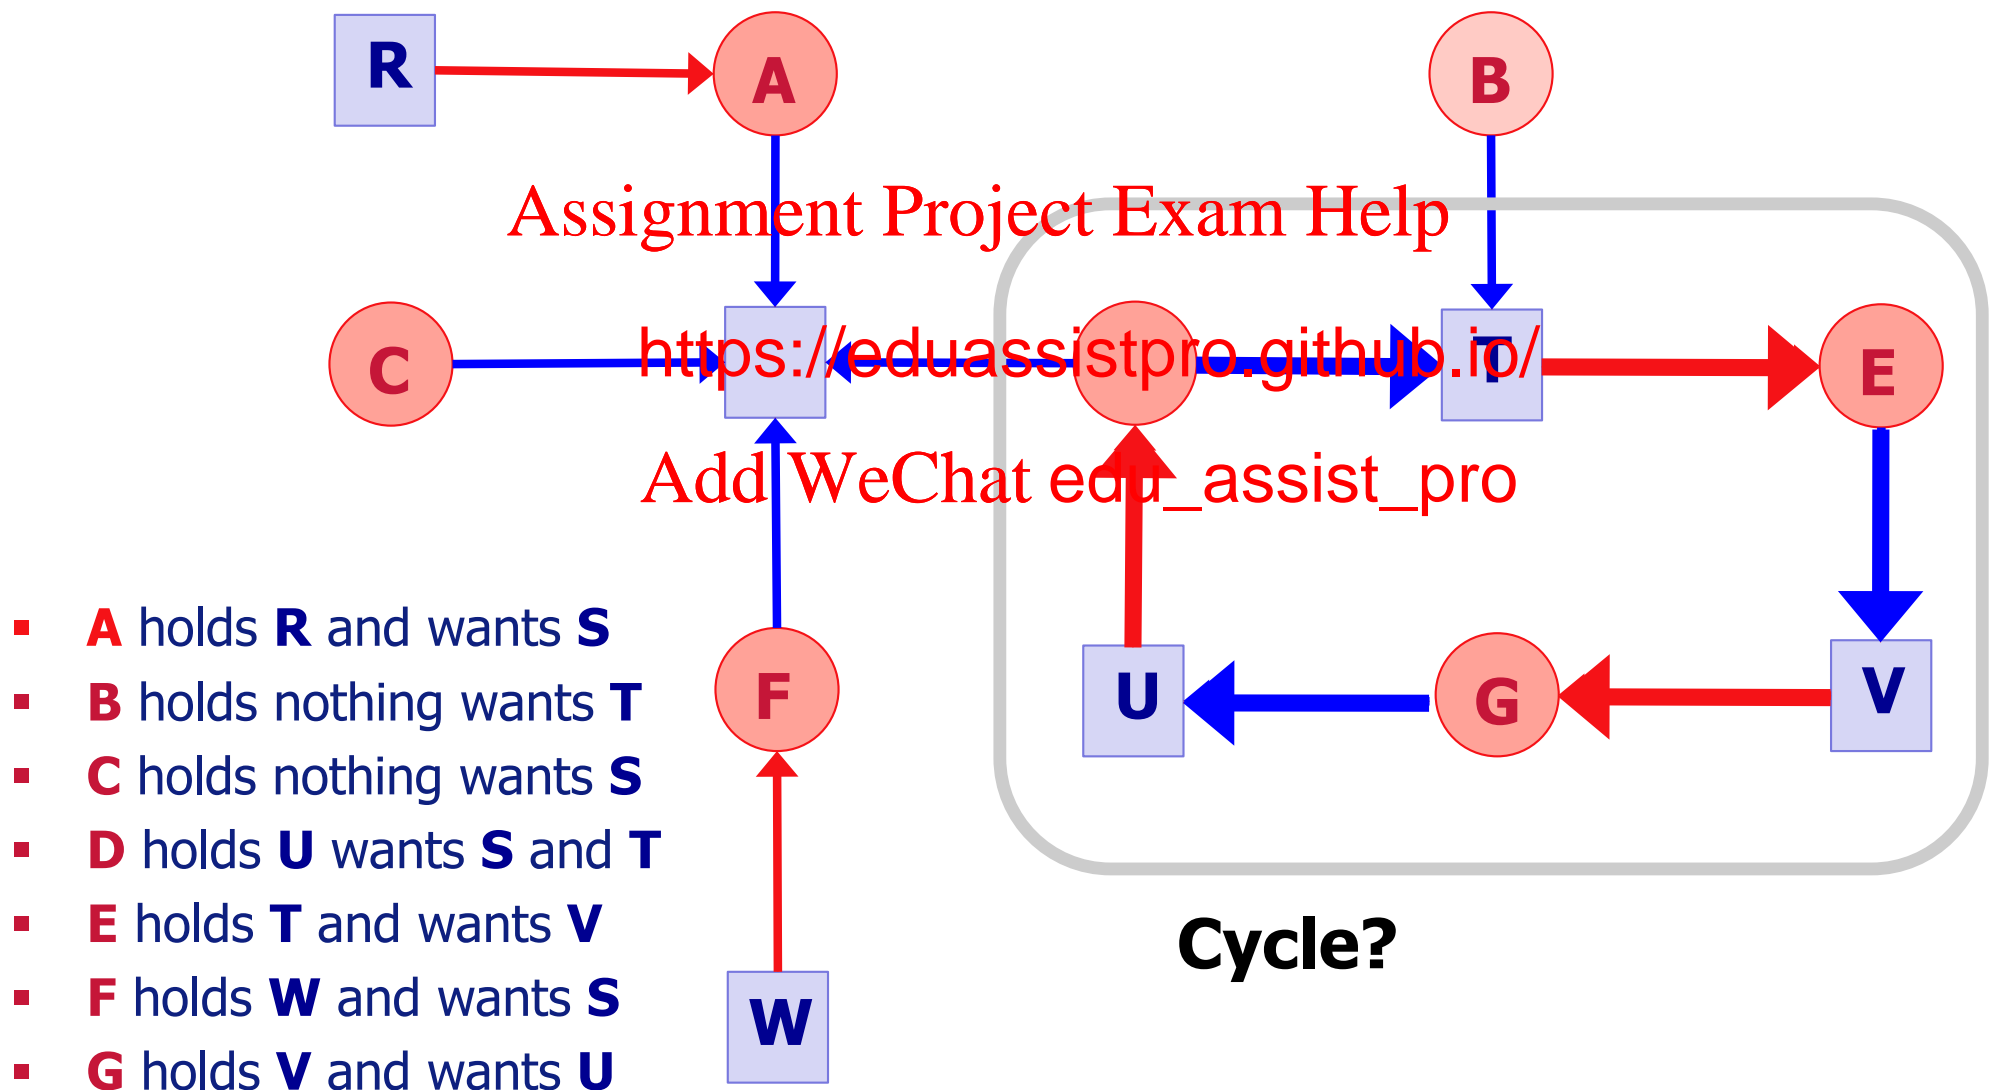 R
A
B
Assignment Project Exam Help
C
https://eduassistpro.github.io/
T
E
Add WeChat edu_assist_pro
▪ A holds R and wants S
▪ B holds nothing wants T
▪ C holds nothing wants S
▪ D holds U wants S and T
▪ E holds T and wants V
▪ F holds W and wants S
▪ G holds V and wants U
F
U
G
V
Cycle?
W